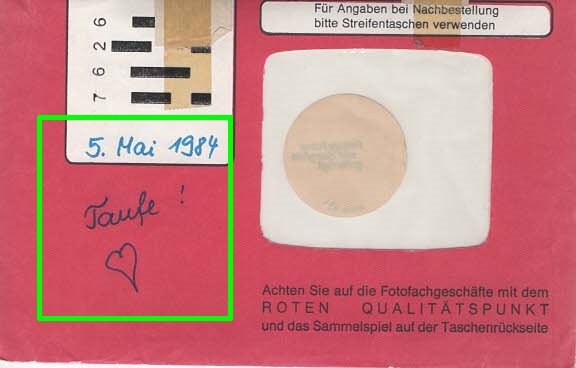 Für Angaben bei Nachbestellung
bitte Streifentaschen verwenden
7 6 2 6
5. Mai 1984
Taufe !
Achten Sie auf die Fotofachgeschäfte mit dem
ROTEN QUALITÄTSPUNKT
und das Sammelspiel auf der Taschenrückseite